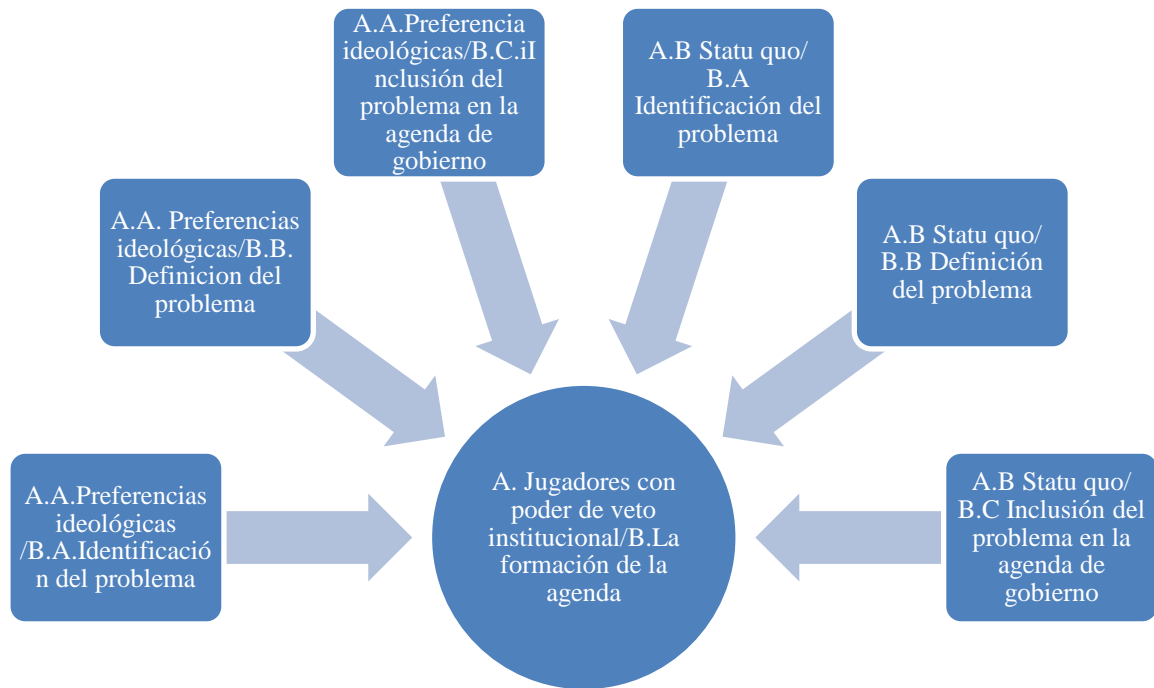 A.A.Preferencia
ideológicas/B.C.iI
nclusión del
problema en la
agenda de
gobierno
A.B Statu quo/
B.A
Identificación del
problema
A.A. Preferencias
ideológicas/B.B.
Definicion del
problema
A.B Statu quo/
B.B Definición
del problema
A.A.Preferencias
ideológicas
/B.A.Identificació
n del problema
A. Jugadores con
poder de veto
institucional/B.La
formación de la
agenda
A.B Statu quo/
B.C Inclusión del
problema en la
agenda de
gobierno